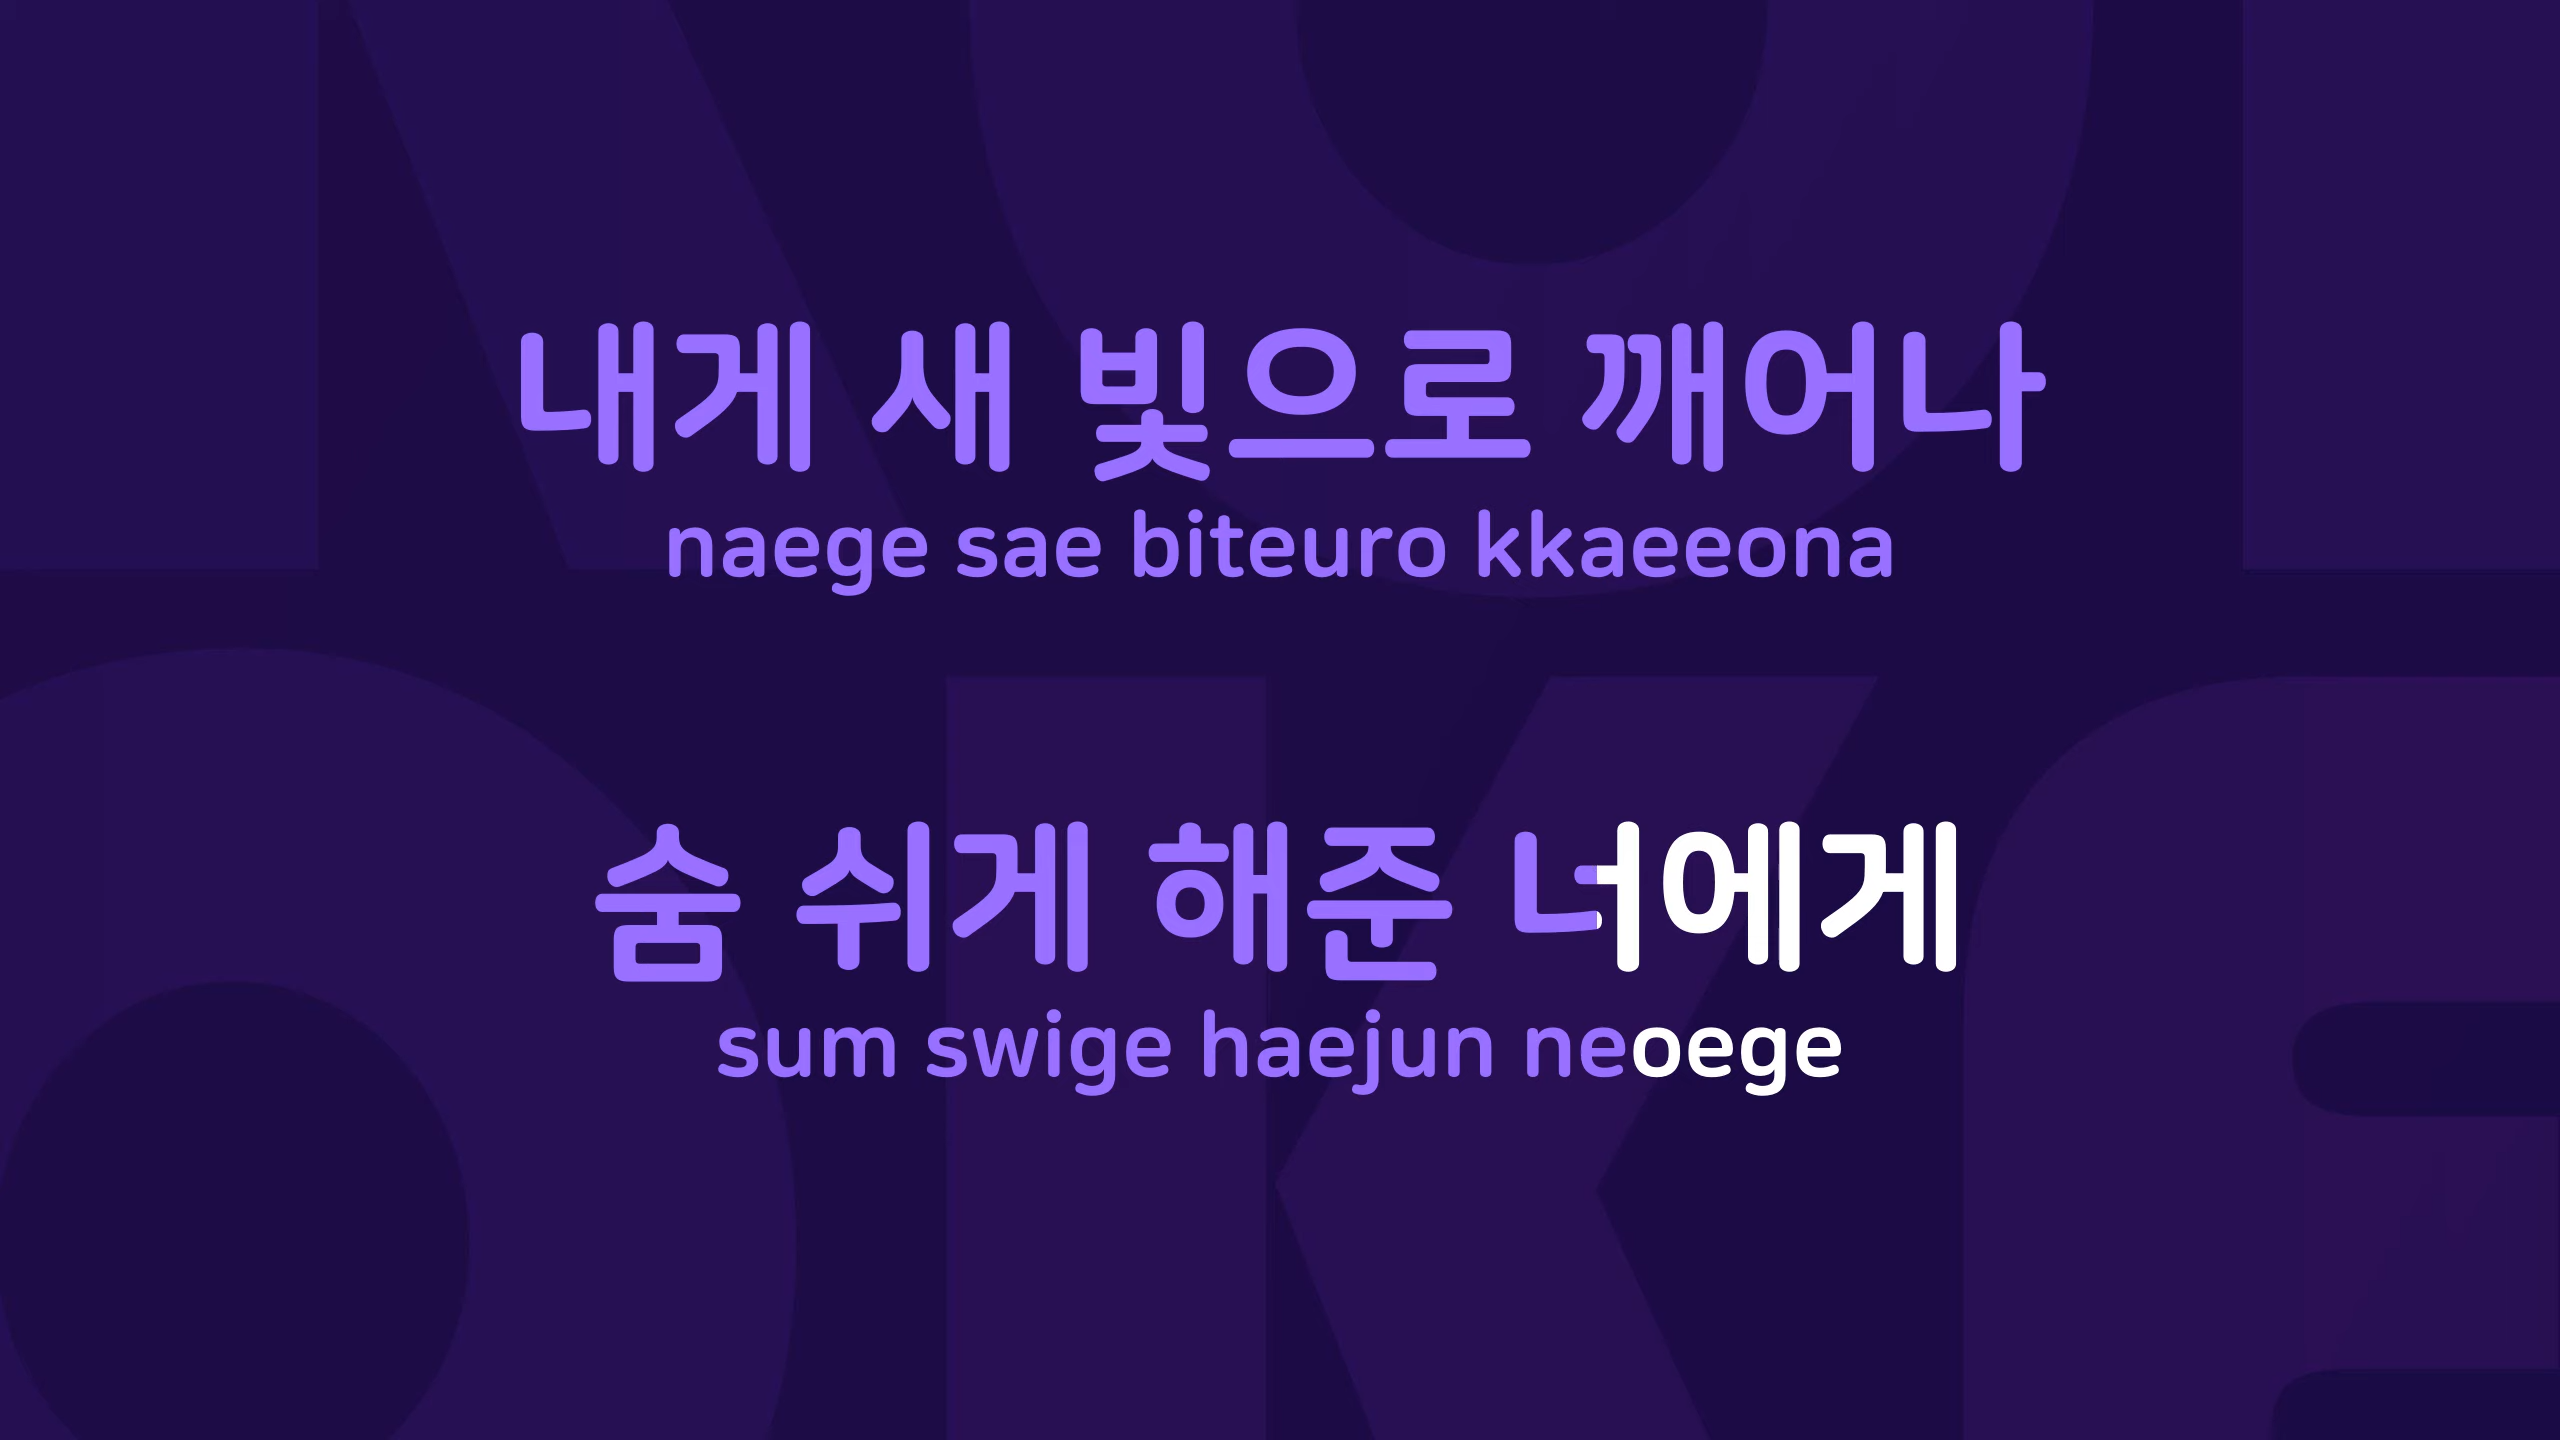 내게 새 빛으로 깨어나
naege sae biteuro kkaeeona
숨 쉬게 해준 너에게
sum swige haejun neoege